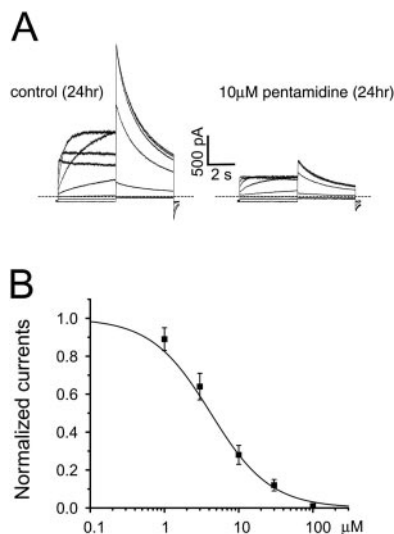 A
control (24hr)
10μM pentamidine (24hr)
500 pA
2 s
B
Normalized currents
1.0
0.8
0.6
0.4
0.2
0.0
0.1
1
10
100
μM